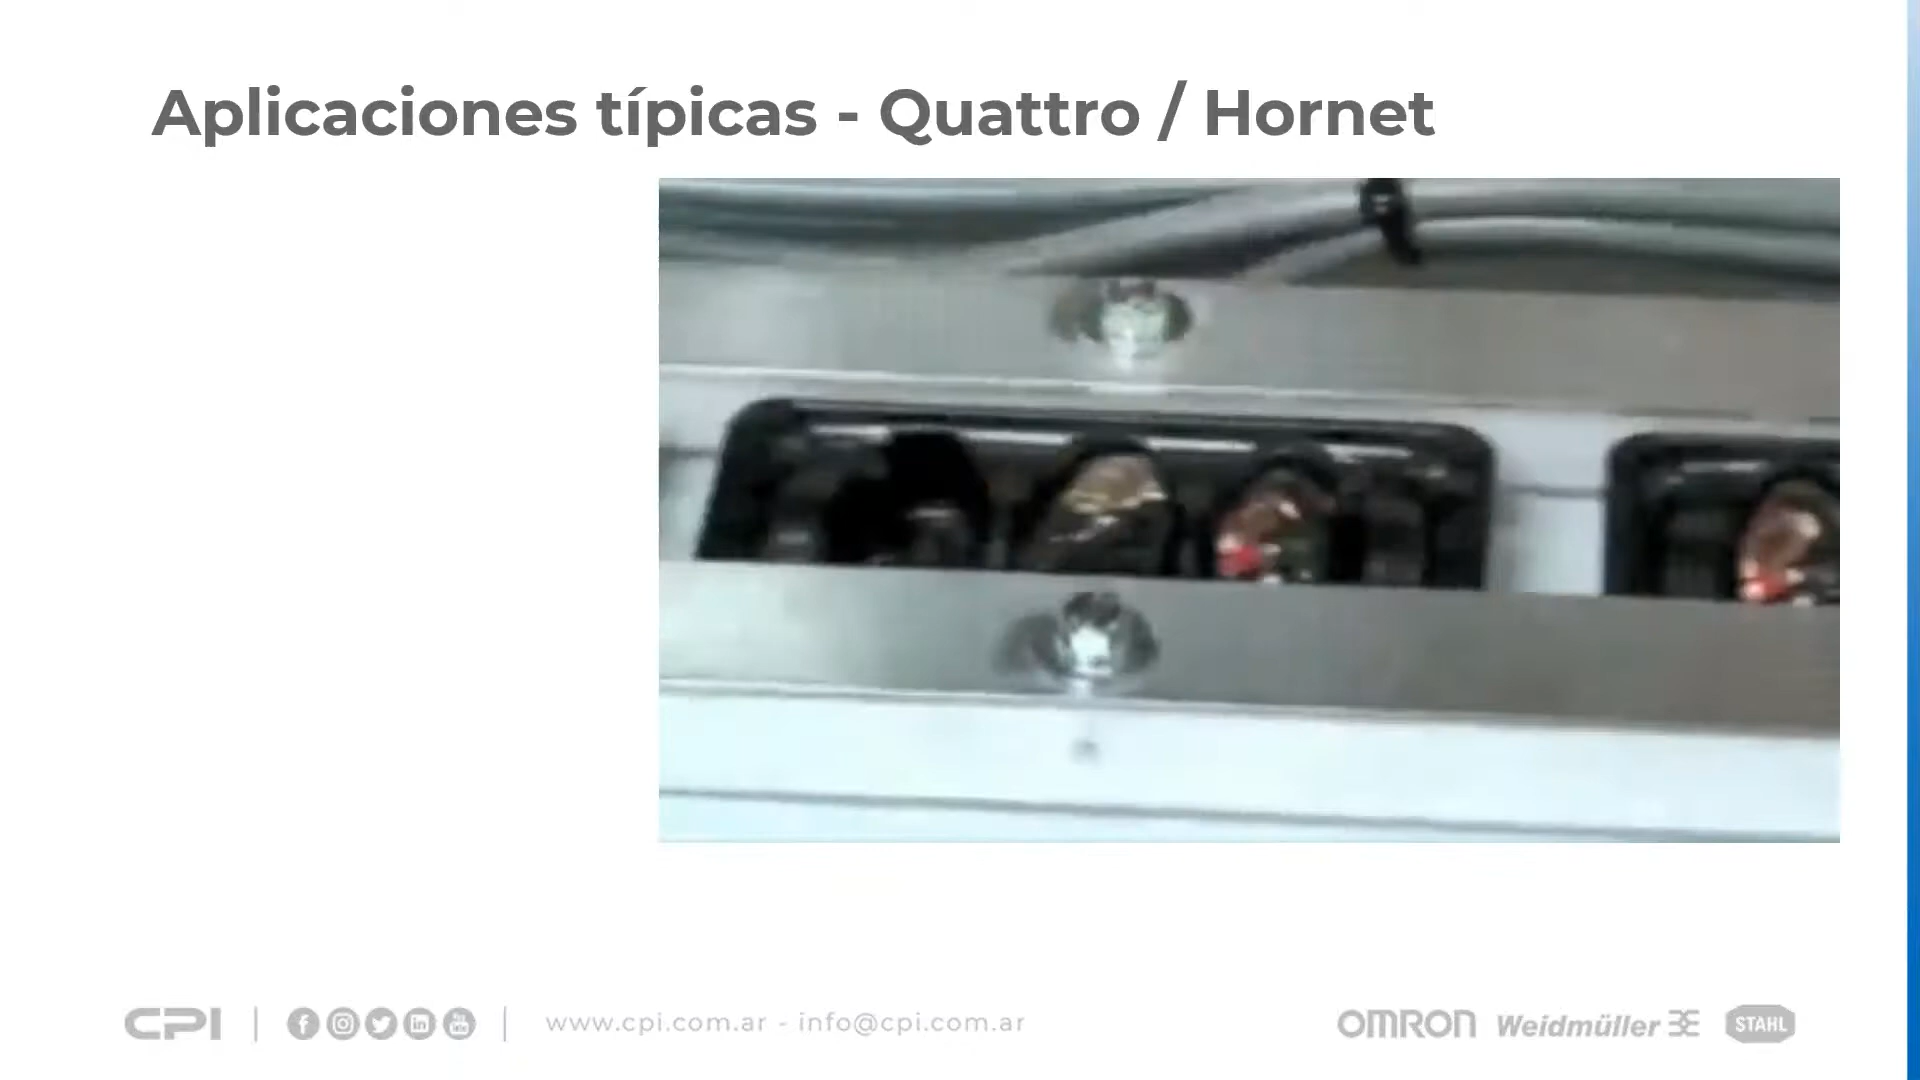 Aplicaciones típicas - Quattro / Hornet
CPI
www.cpi.com.ar - info@cpi.com.ar
OMRON
Weidmüller
STAHL